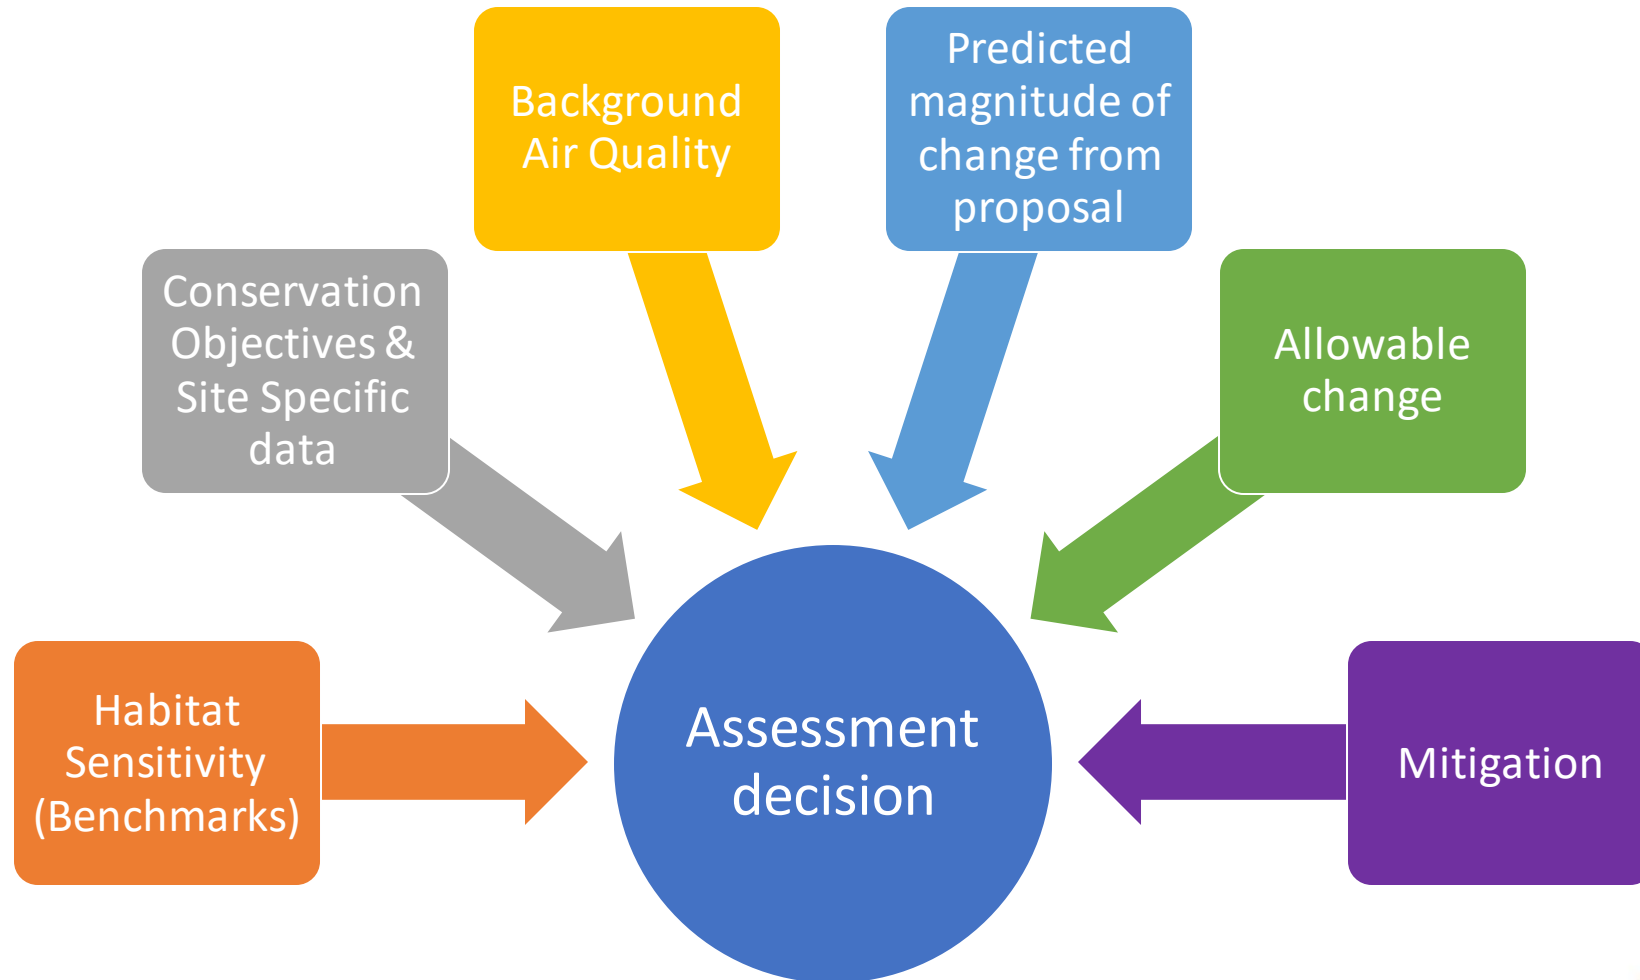 Background
Air Quality
Predicted
magnitude of
change from
proposal
Conservation
Objectives &
Site Specific
data
Allowable
change
Habitat
Sensitivity
(Benchmarks)
Assessment
decision
Mitigation